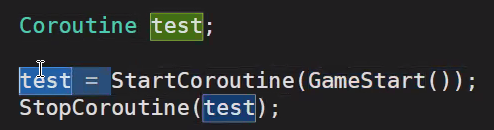 Coroutine test;
test = StartCoroutine(GameStart());
StopCoroutine(test);